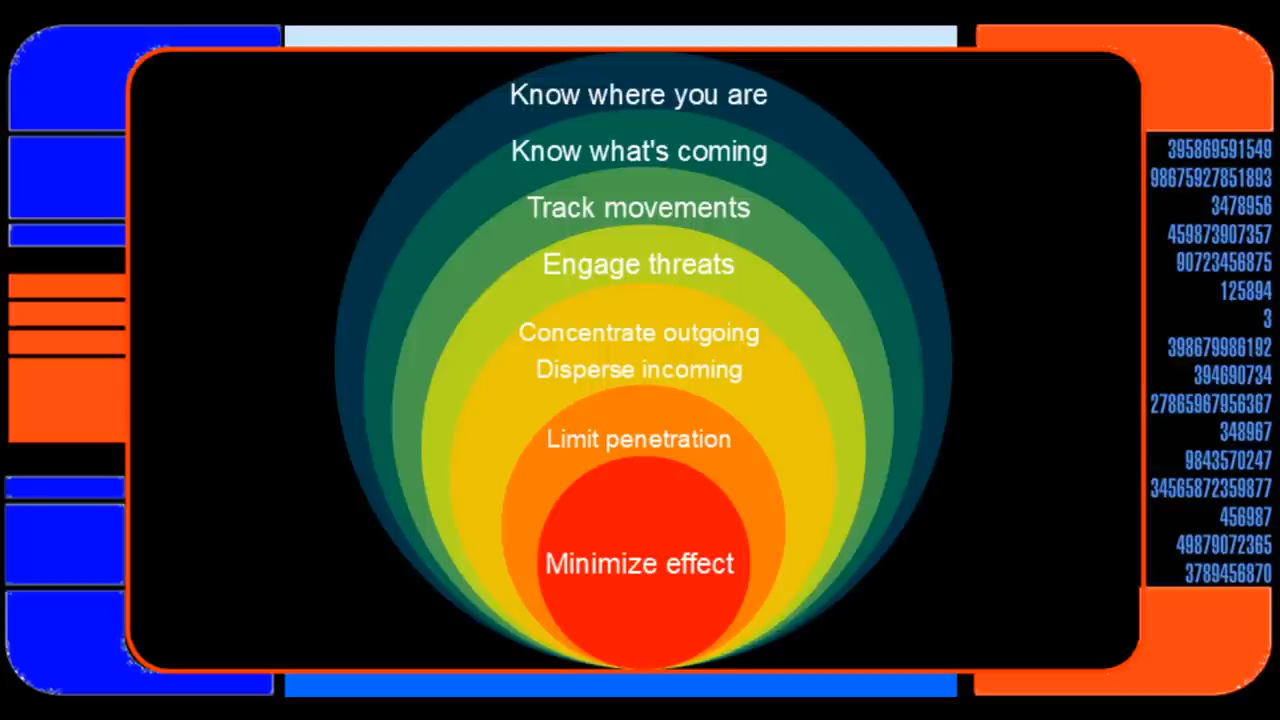 Know where you are
Know what's coming
Track movements
Engage threats
Concentrate outgoing
Disperse incoming
Limit penetration
Minimize effect
395869591549
98675927851893
3478956
459873907357
90723456875
125894
3
398679986192
394690734
27865967956367
348967
9843570247
34565872359877
456987
49879072365
3789456870